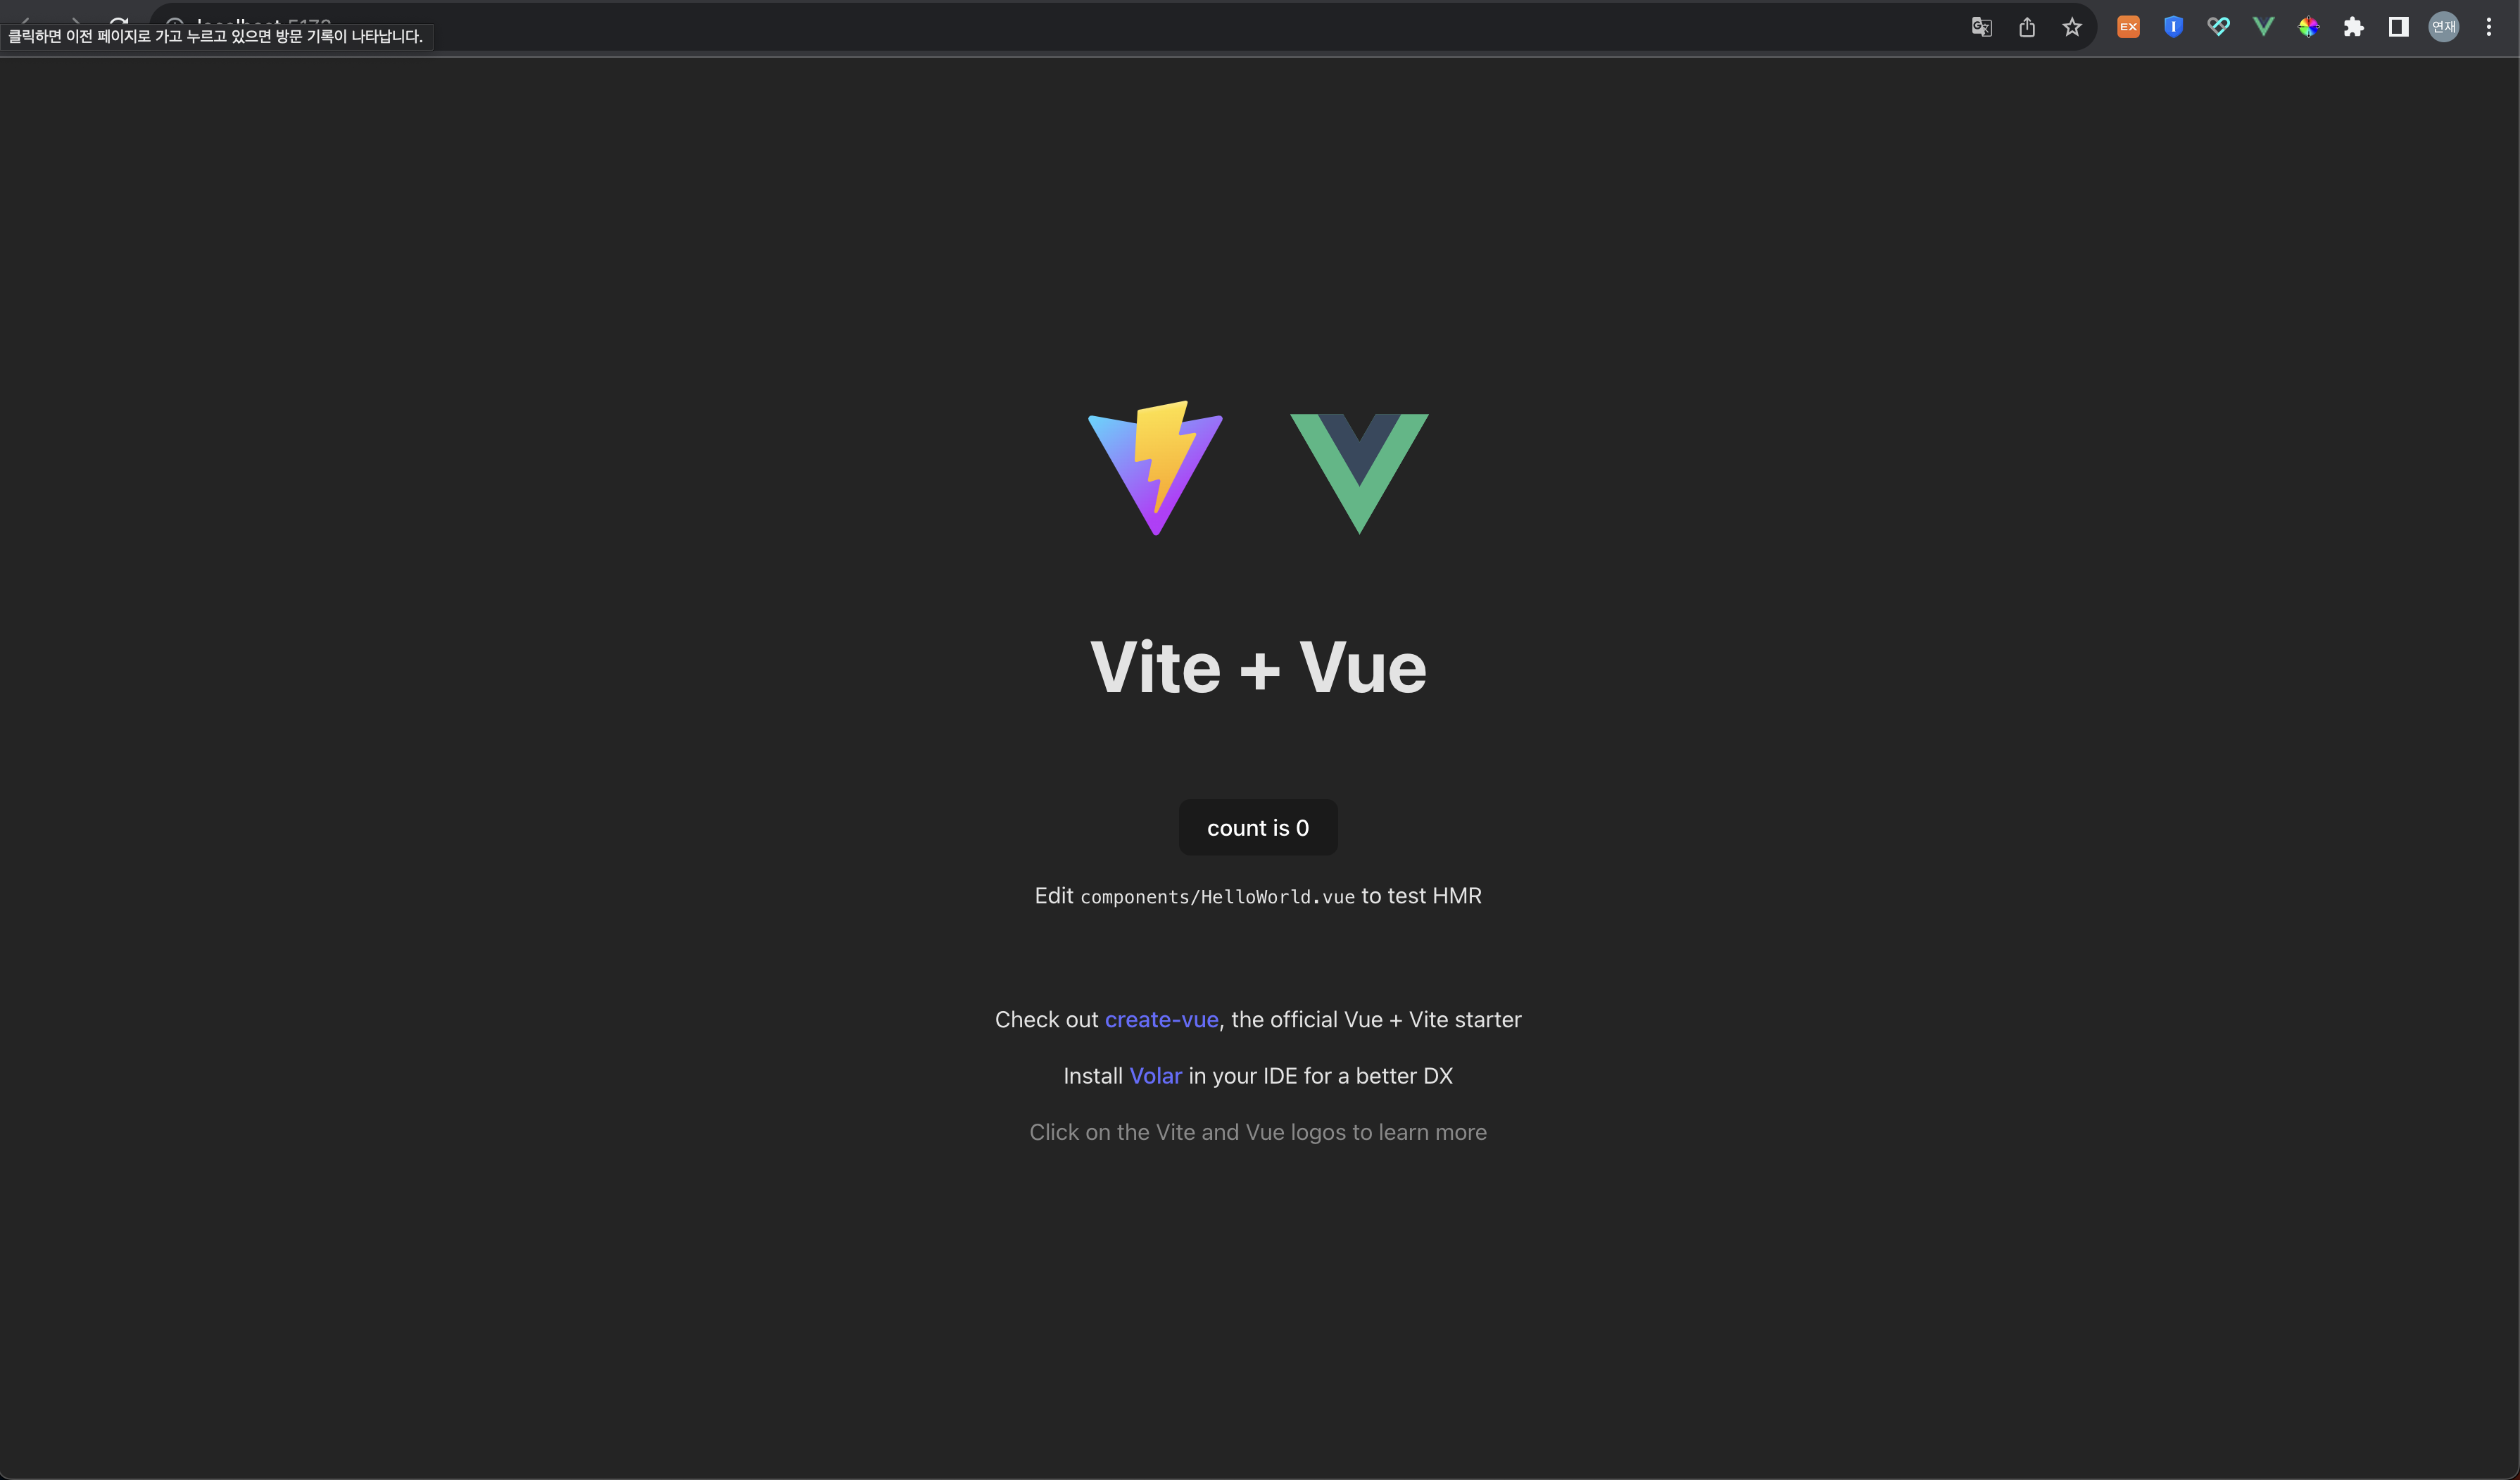 클릭하면 이전 페이지로 가고 누르고 있으면 방문 기록이 나타납니다.
EX
연재
Vite + Vue
count is 0
Edit components/HelloWorld.vue to test HMR
Check out create-vue, the official Vue + Vite starter
Install Volar in your IDE for a better DX
Click on the Vite and Vue logos to learn more